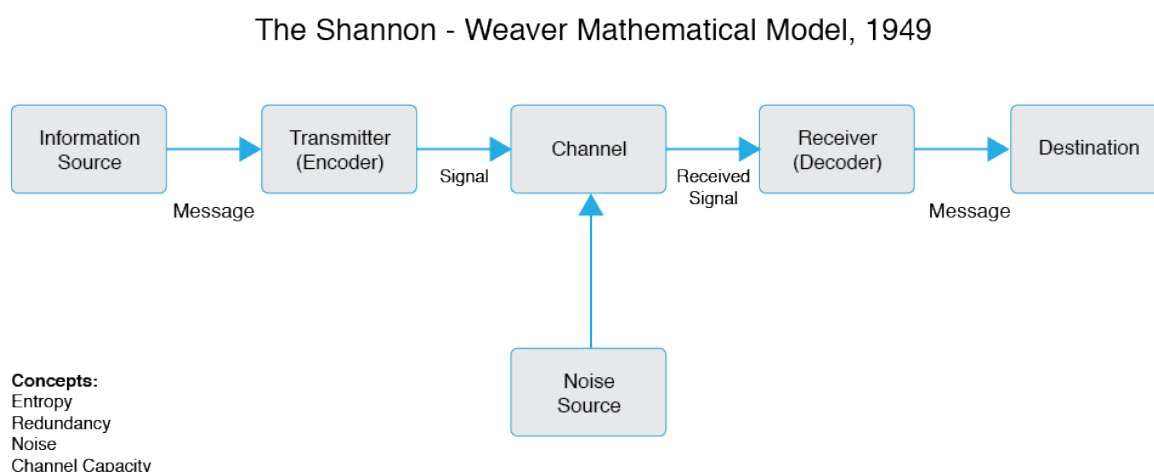 The Shannon - Weaver Mathematical Model, 1949
Information
Source
Transmitter
(Encoder)
Channel
Receiver
(Decoder)
Destination
Message
Signal
Received
Signal
Message
Noise
Source
Concepts:
Entropy
Redundancy
Noise
Channel Capacity